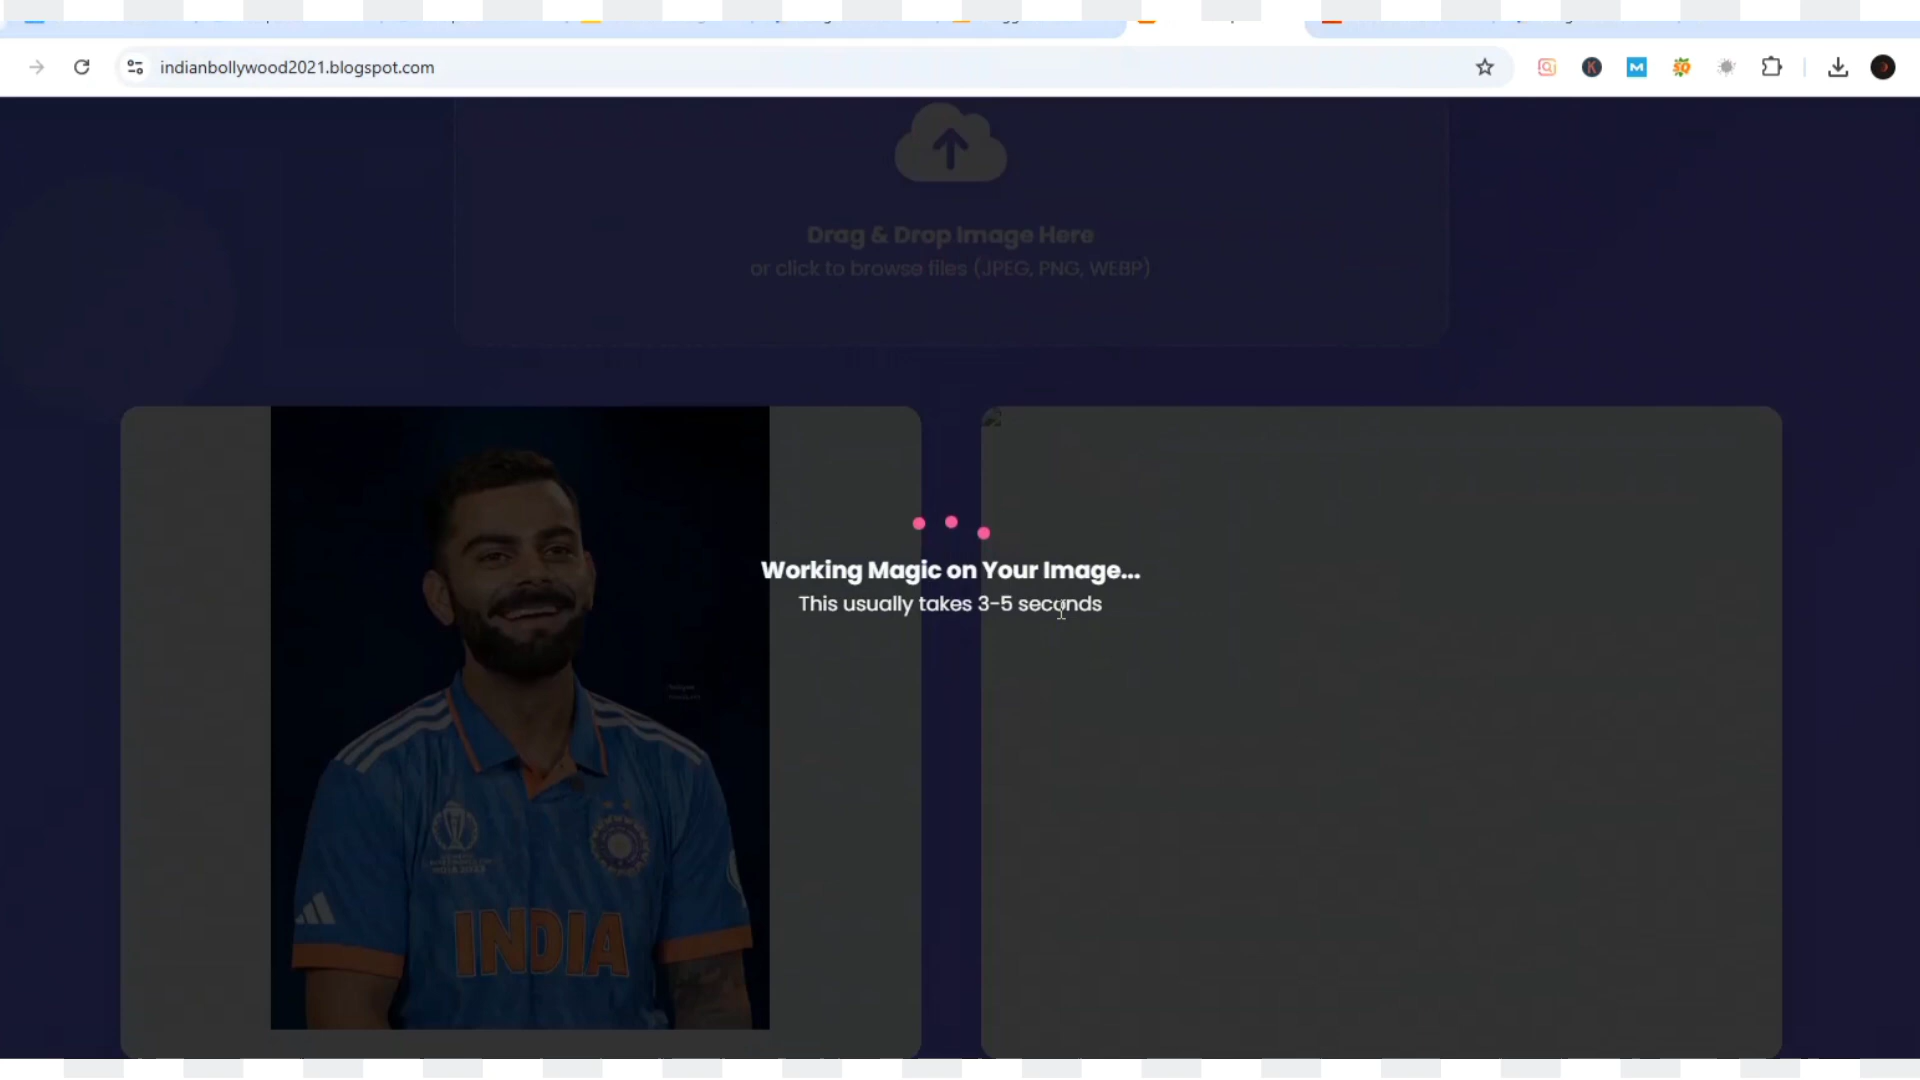 indianbollywood2021.blogspot.com
Drag & Drop Image Here
or click to browse files (JPEG, PNG, WEBP)
Working Magic on Your Image...
This usually takes 3-5 seconds
INDIA